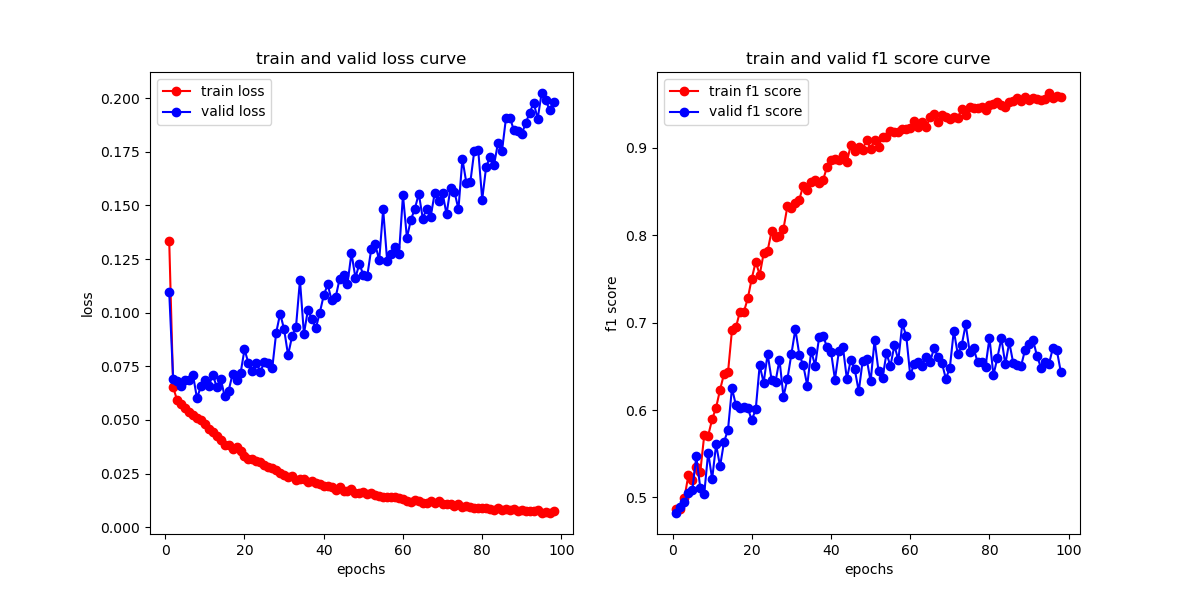 train and valid loss curve
train loss
valid loss
0.200
0.175
0.150
0.125
0.100
0.075
0.050
0.025
0.000
loss
0 20 40 60 80 100
epochs
train and valid f1 score curve
train f1 score
valid f1 score
0.9
0.8
0.7
0.6
0.5
f1 score
0 20 40 60 80 100
epochs